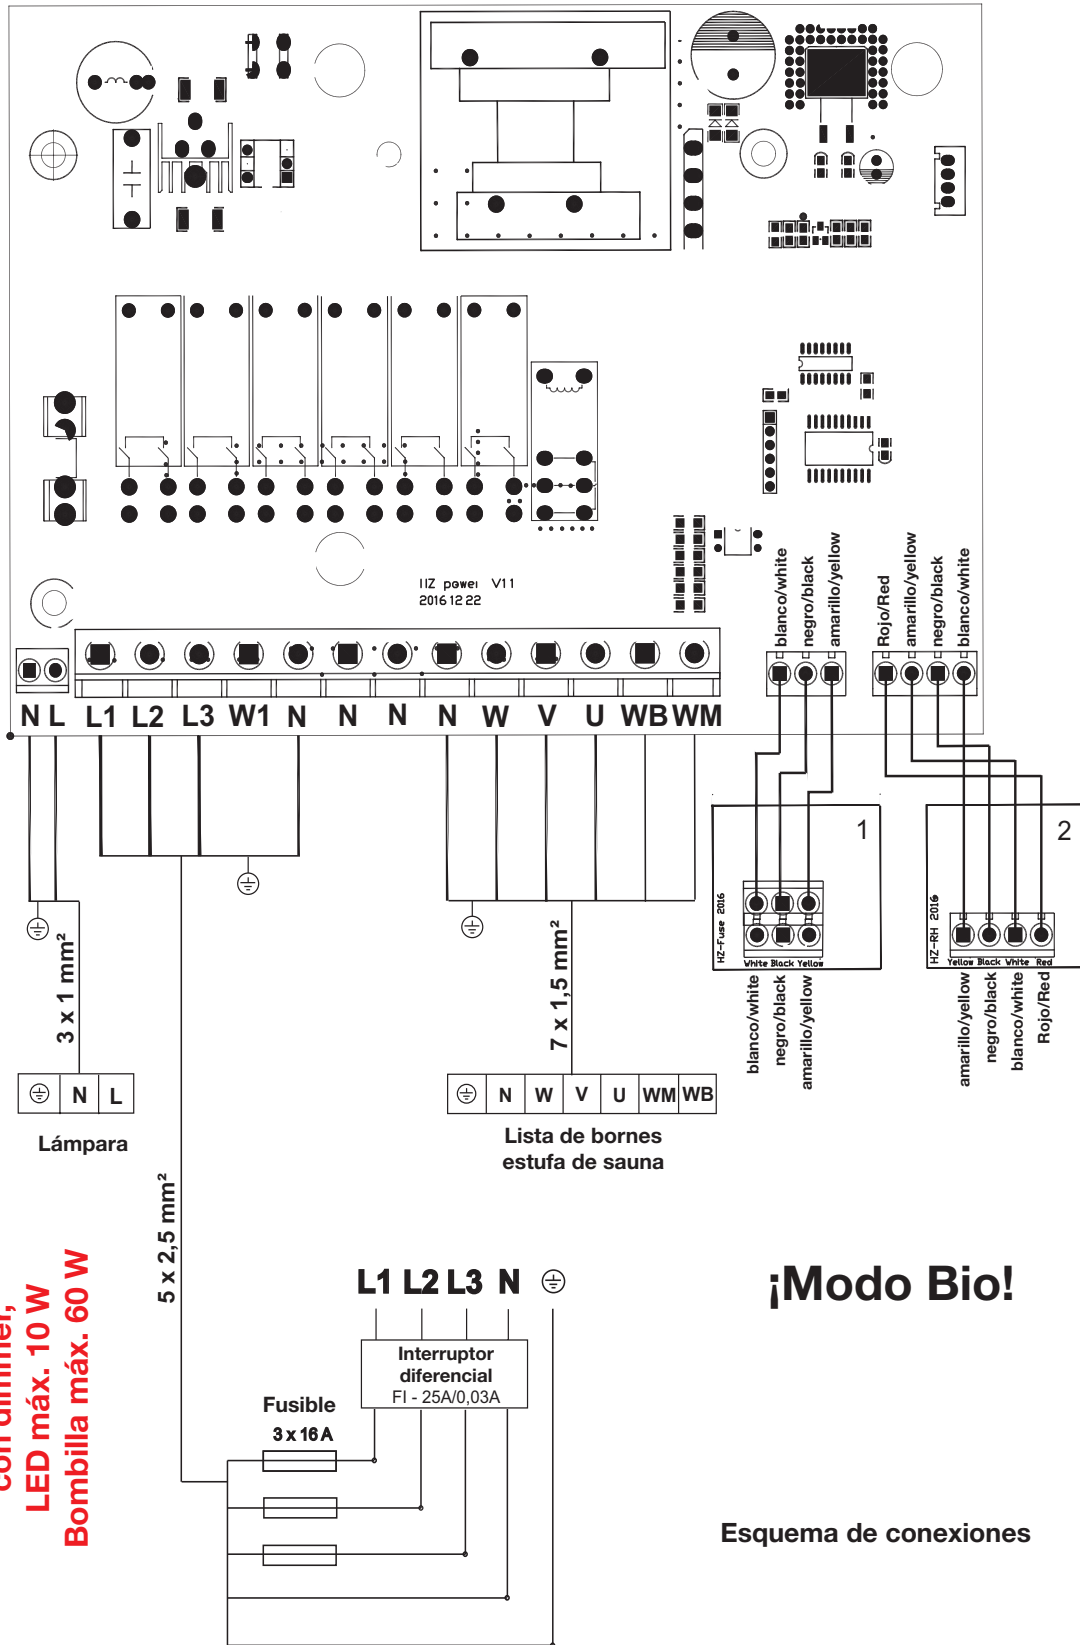 HZ power V1.1
2016 12 22
blanco/white
negro/black
amarillo/yellow
Rojo/Red
amarillo/yellow
negro/black
blanco/white
N L L1 L2 L3 W1 N N N N W V U WB WM
1
2
HZ-Fuse 2016
White Black Yellow
HZ-RH 2016
Yellow Black White Red
blanco/white
negro/black
amarillo/yellow
amarillo/yellow
negro/black
blanco/white
Rojo/Red
3 x 1 mm²
7 x 1,5 mm²
N L
Lámpara
N W V U WM WB
Lista de bornes
estufa de sauna
5 x 2,5 mm²
con dimmer,
LED máx. 10 W
Bombilla máx. 60 W
L1 L2 L3 N
Interruptor
diferencial
FI - 25A/0,03A
Fusible
3 x 16 A
¡Modo Bio!
Esquema de conexiones